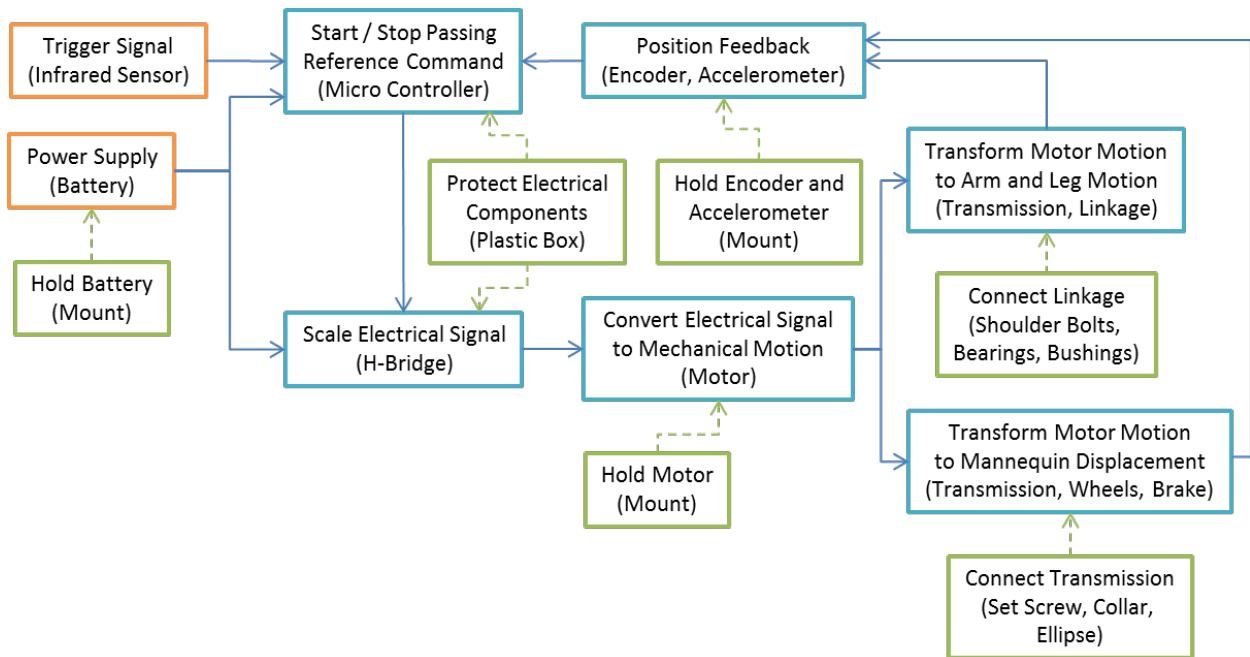 Trigger Signal
(Infrared Sensor)
Start / Stop Passing
Reference Command
(Micro Controller)
Position Feedback
(Encoder, Accelerometer)
Power Supply
(Battery)
Protect Electrical
Components
(Plastic Box)
Hold Encoder and
Accelerometer
(Mount)
Transform Motor Motion
to Arm and Leg Motion
(Transmission, Linkage)
Hold Battery
(Mount)
Scale Electrical Signal
(H-Bridge)
Convert Electrical Signal
to Mechanical Motion
(Motor)
Connect Linkage
(Shoulder Bolts,
Bearings, Bushings)
Hold Motor
(Mount)
Transform Motor Motion
to Mannequin Displacement
(Transmission, Wheels, Brake)
Connect Transmission
(Set Screw, Collar,
Ellipse)